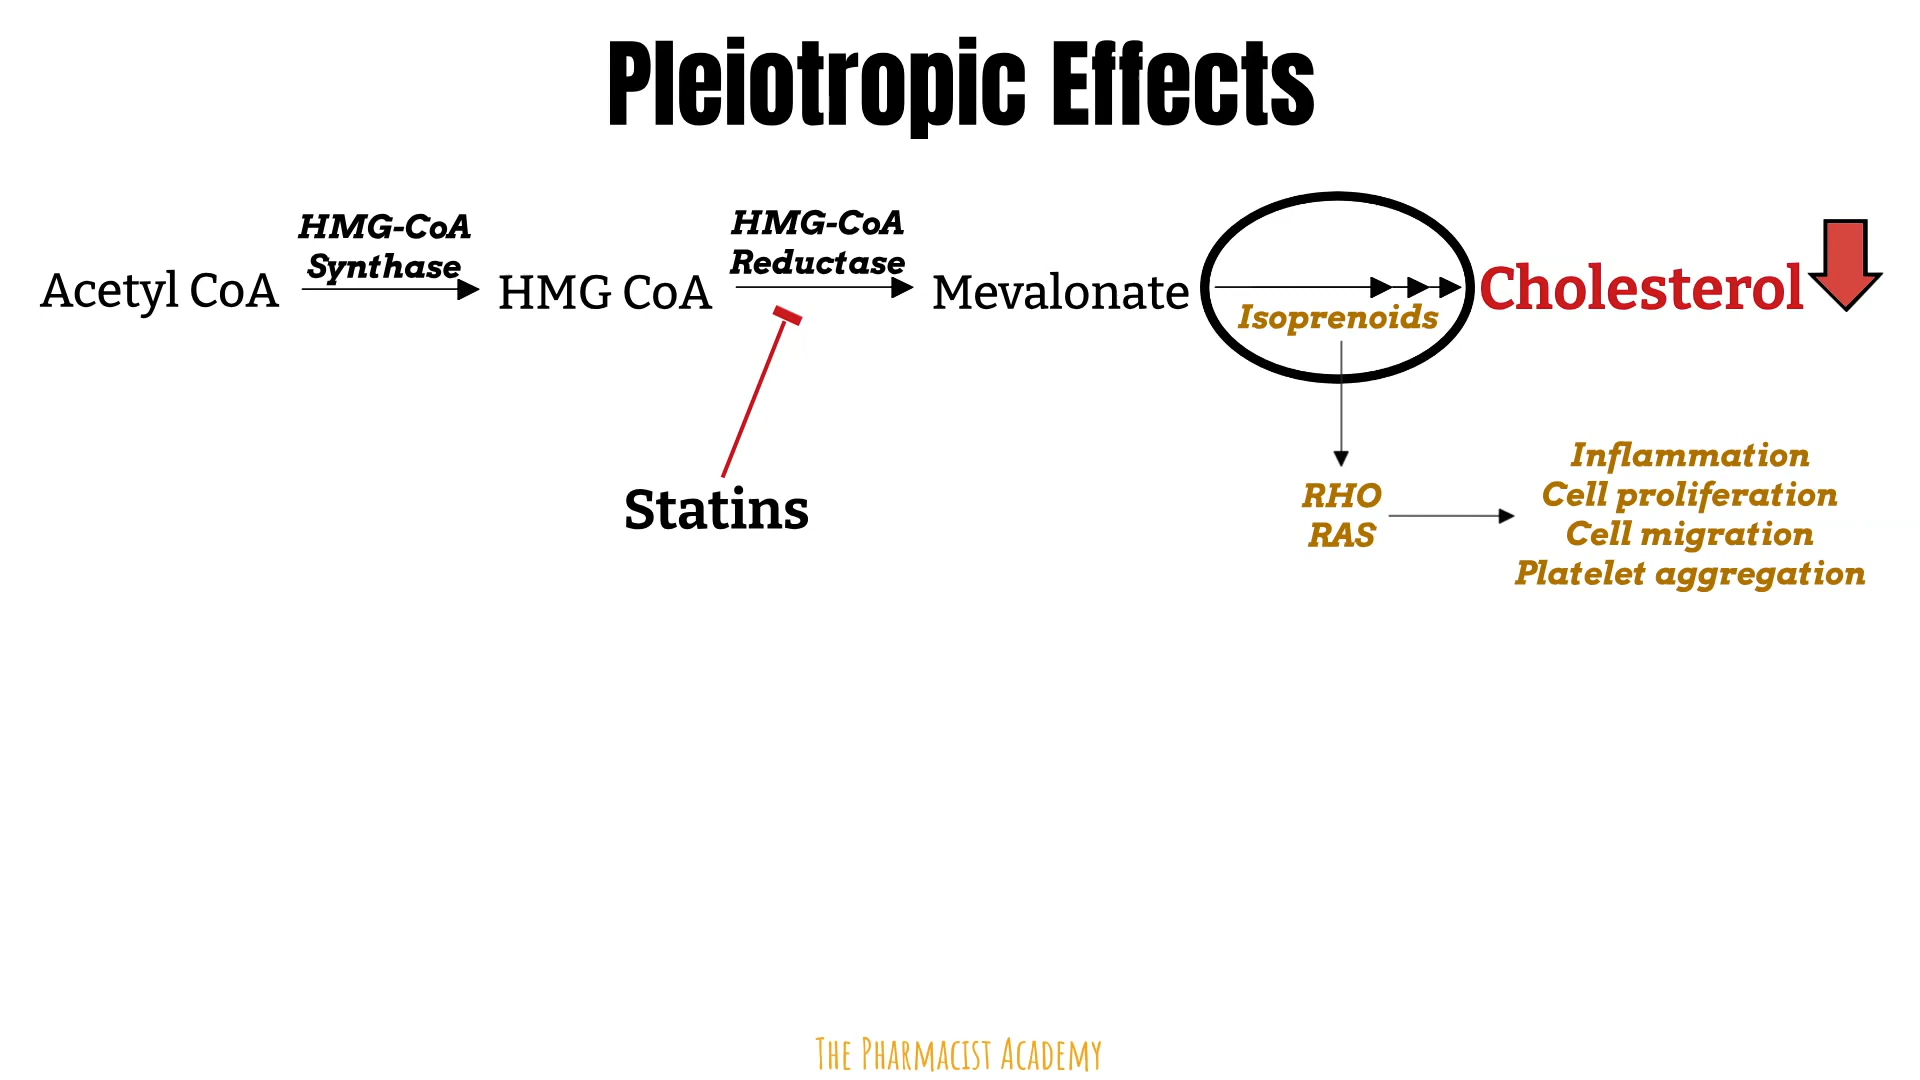 Pleiotropic Effects
HMG-CoA
Synthase
HMG-CoA
Reductase
Acetyl CoA
HMG CoA
Mevalonate
Isoprenoids
Cholesterol
Statins
RHO
RAS
Inflammation
Cell proliferation
Cell migration
Platelet aggregation
The Pharmacist Academy